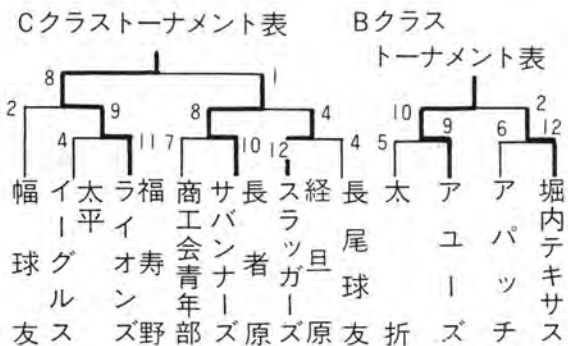 Cクラストーナメント表
8
1
2
9
8
4
4
11
7
10
12
4
幅球友
太平
イーグルス
福寿野
ライオンズ
商工会青年部
長者原
サバンナーズ
経旦原
スラッガーズ
長尾球友
Bクラス
トーナメント表
10
2
5
9
6
12
太折
アユーズ
アパッチ
堀内テキサス